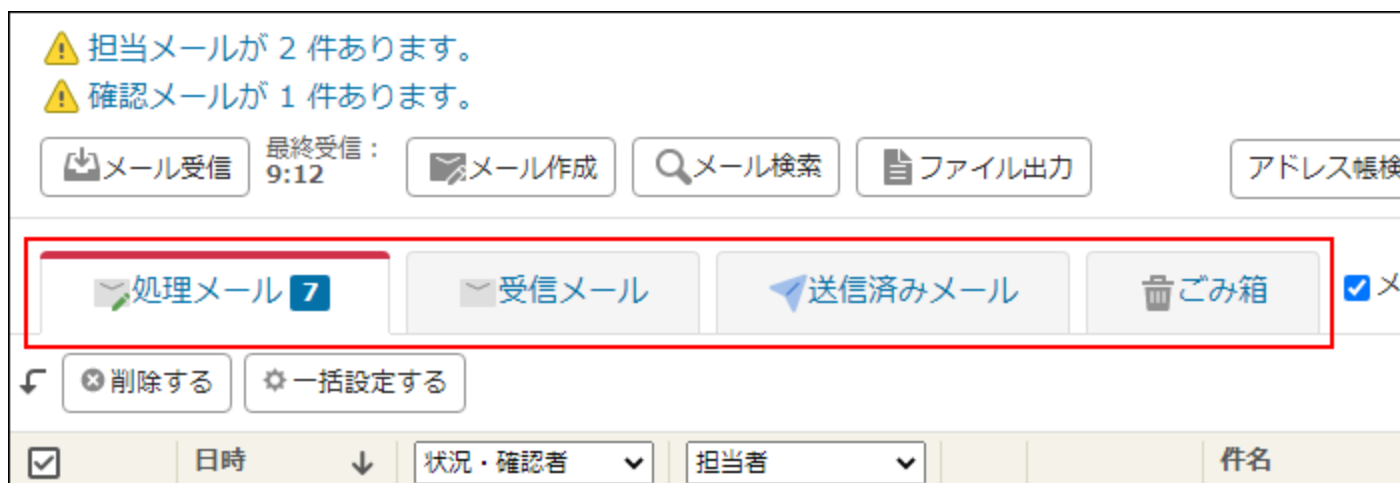 担当メールが 2 件あります。
確認メールが 1 件あります。
メール受信 最終受信： 9:12 メール作成 メール検索 ファイル出力 アドレス帳検
処理メール 7 受信メール 送信済みメール ごみ箱 メ
削除する 一括設定する
日時 状況・確認者 担当者 件名